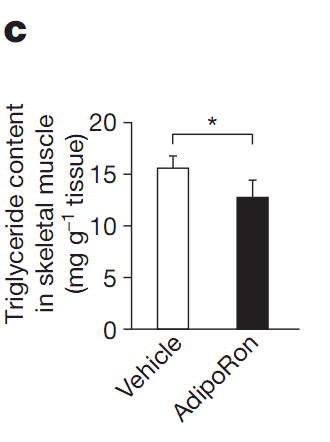 c
Triglyceride content
in skeletal muscle
(mg g⁻¹ tissue)
20
15
10
5
0
*
Vehicle
AdipoRon